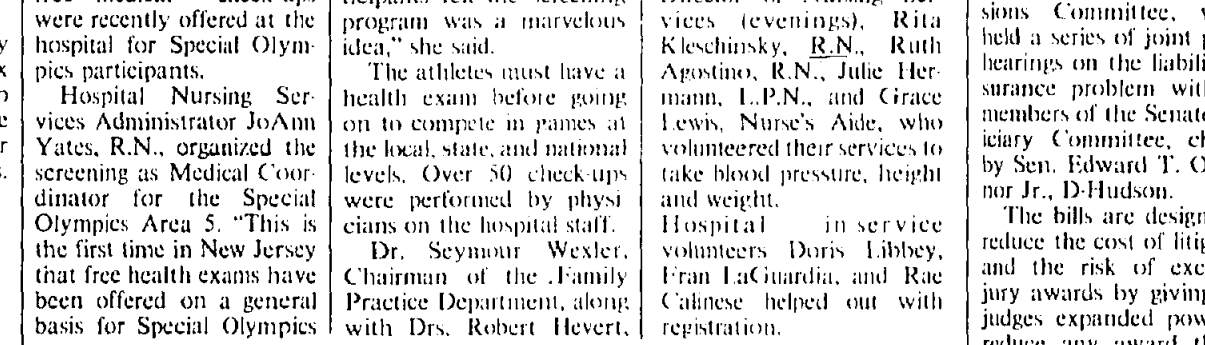 were recently offered at the
hospital for Special Olym-
pics participants.
Hospital Nursing Ser-
vices Administrator JoAnn
Yates, R.N., organized the
screening as Medical Coor-
dinator for the Special
Olympics Area 5. "This is
the first time in New Jersey
that free health exams have
been offered on a general
basis for Special Olympics
program was a marvelous
idea," she said.
The athletes must have a
health exam before going
on to compete in games at
the local, state, and national
levels. Over 50 check-ups
were performed by physi
cians on the hospital staff.
Dr. Seymour Wexler,
Chairman of the .Family
Practice Department, along
with Drs. Robert Hevert,
vices (evenings), Rita
Kleschinsky, R.N., Ruth
Agostino, R.N., Julie Her-
mann, L.P.N., and Grace
Lewis, Nurse's Aide, who
volunteered their services to
take blood pressure, height
and weight.
Hospital in service
volunteers Doris Libbey,
Fran LaGuardia, and Rae
Calinese helped out with
registration.
sions Committee,
held a series of joint
hearings on the
surance problem
members of the
iciary Committee,
by Sen. Edward T.
nor Jr., D-Hudson.
The bills are
reduce the cost of
and the risk of
jury awards by
judges expanded
reduce any award